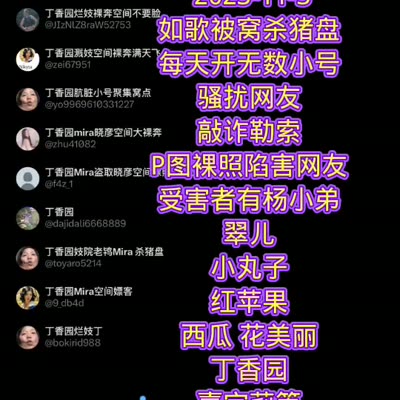 丁香园烂妓裸奔空间不要脸
@JIzNlZ8raW52753
丁香园溅妓空间裸奔满天飞
@zei67951
丁香园肮脏小号聚集窝点
@yo9969610331227
丁香园mira晓彦空间大裸奔
@zhu41082
丁香园Mira盗取晓彦空间
@f4z_1
丁香园
@dajidali6668889
丁香园妓院老鸨Mira 杀猪盘
@toyaro5214
丁香园Mira空间嫖客
@9_db4d
丁香园烂妓丁
@bokirid988
如歌被窝杀猪盘
每天开无数小号
骚扰网友
敲诈勒索
P图裸照陷害网友
受害者有杨小弟
翠儿
小丸子
红苹果
西瓜 花美丽
丁香园